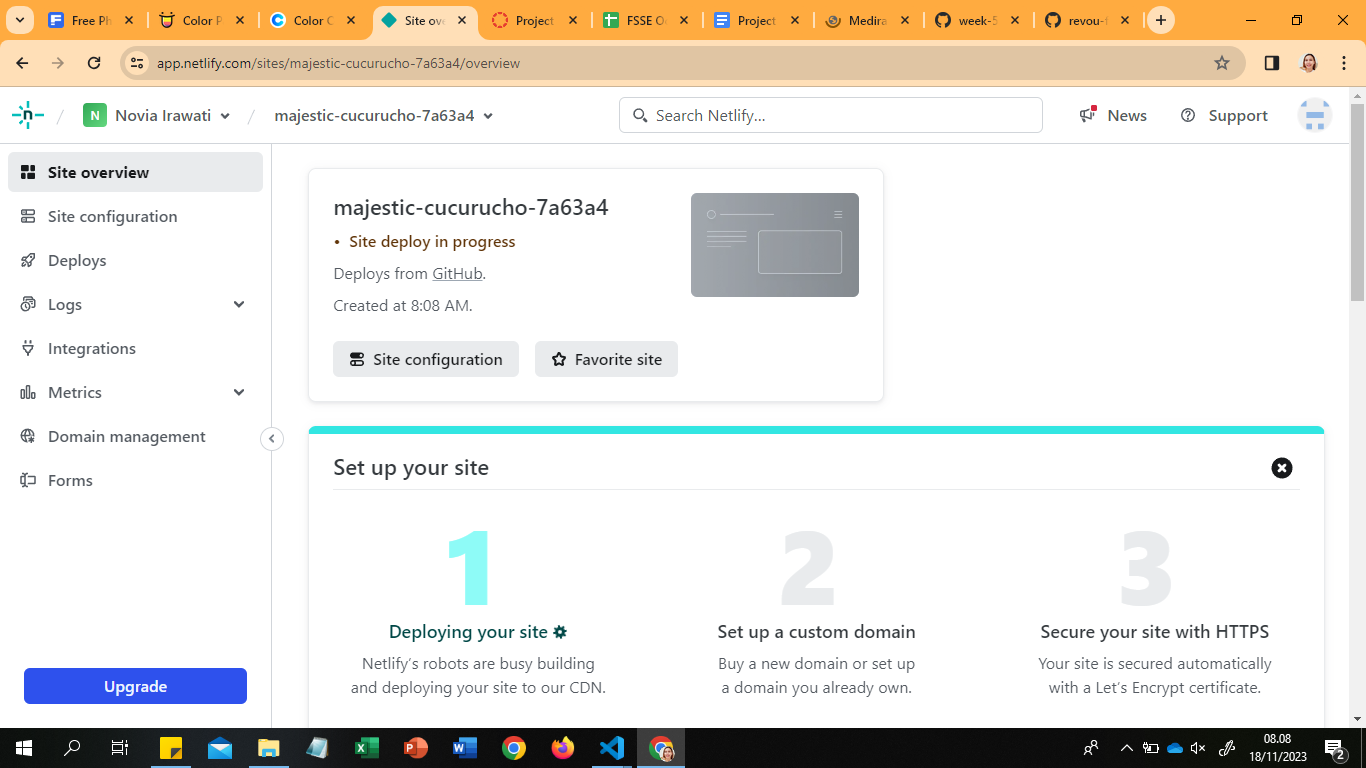 Free Ph
Color P
Color C
Site ove
Project
FSSE O
Project
Medira
week-5
revou-f
app.netlify.com/sites/majestic-cucurucho-7a63a4/overview
n / N Novia Irawati / majestic-cucurucho-7a63a4
Search Netlify...
News
Support
Site overview
Site configuration
Deploys
Logs
Integrations
Metrics
Domain management
Forms
Upgrade
majestic-cucurucho-7a63a4
• Site deploy in progress
Deploys from GitHub.
Created at 8:08 AM.
Site configuration
Favorite site
Set up your site
1
Deploying your site
Netlify’s robots are busy building
and deploying your site to our CDN.
2
Set up a custom domain
Buy a new domain or set up
a domain you already own.
3
Secure your site with HTTPS
Your site is secured automatically
with a Let’s Encrypt certificate.
08.08
18/11/2023
2